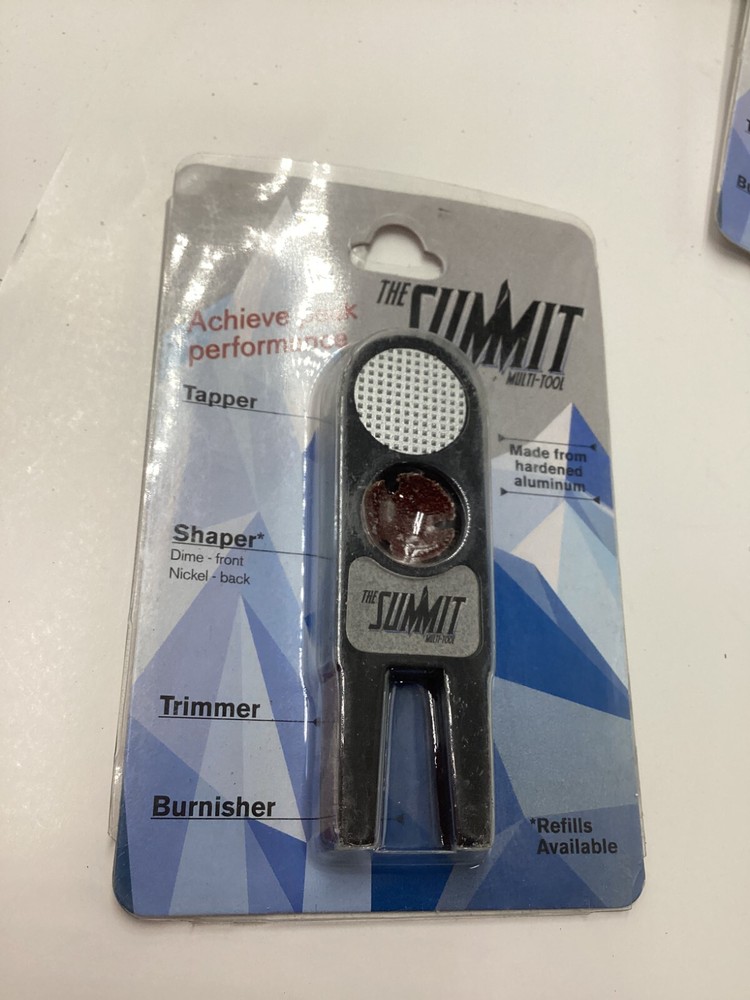 Achieve peak
performance
THE SUMMIT
MULTI-TOOL
Tapper
Made from
hardened
aluminum
Shaper*
Dime - front
Nickel - back
THE SUMMIT
MULTI-TOOL
Trimmer
Burnisher
*Refills
Available